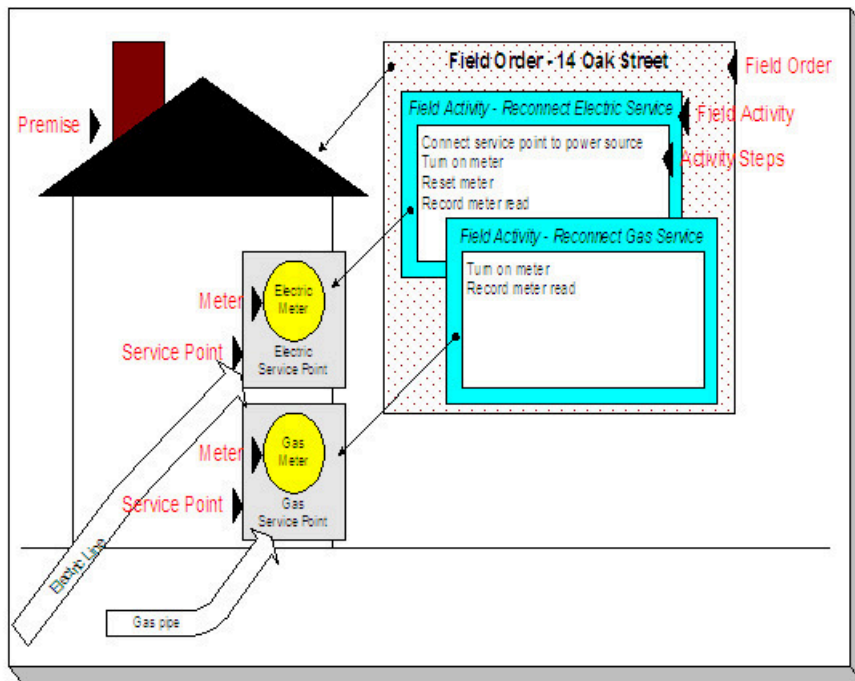 Field Order - 14 Oak Street
Field Order
Premise
Field Activity - Reconnect Electric Service
Field Activity
Connect service point to power source
Activity Steps
Turn on meter
Reset meter
Record meter read
Field Activity - Reconnect Gas Service
Turn on meter
Record meter read
Meter
Electric
Meter
Service Point
Electric
Service Point
Meter
Gas
Meter
Service Point
Gas
Service Point
Electric Line
Gas pipe